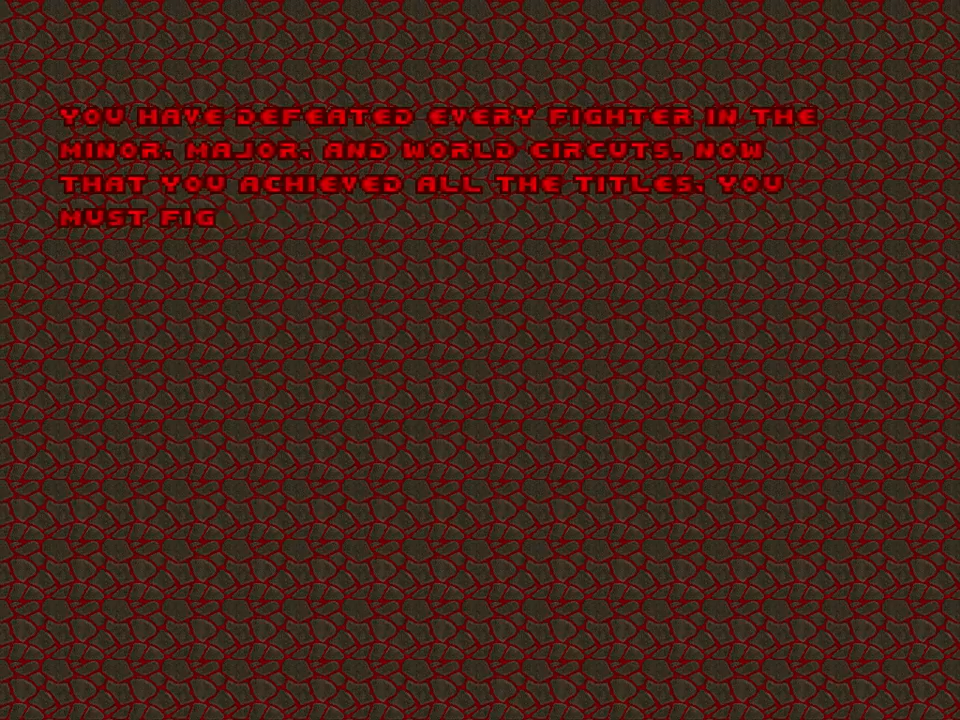 YOU HAVE DEFEATED EVERY FIGHTER IN THE
MINOR, MAJOR, AND WORLD CIRCUTS. NOW
THAT YOU ACHIEVED ALL THE TITLES, YOU
MUST FIG